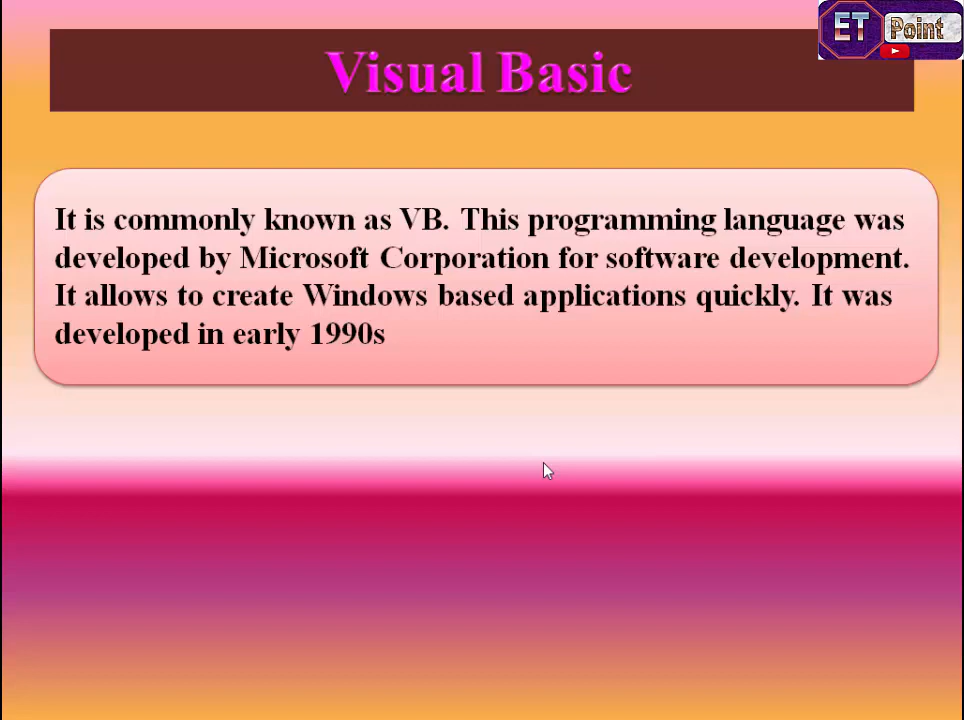 ET Point
Visual Basic
It is commonly known as VB. This programming language was
developed by Microsoft Corporation for software development.
It allows to create Windows based applications quickly. It was
developed in early 1990s